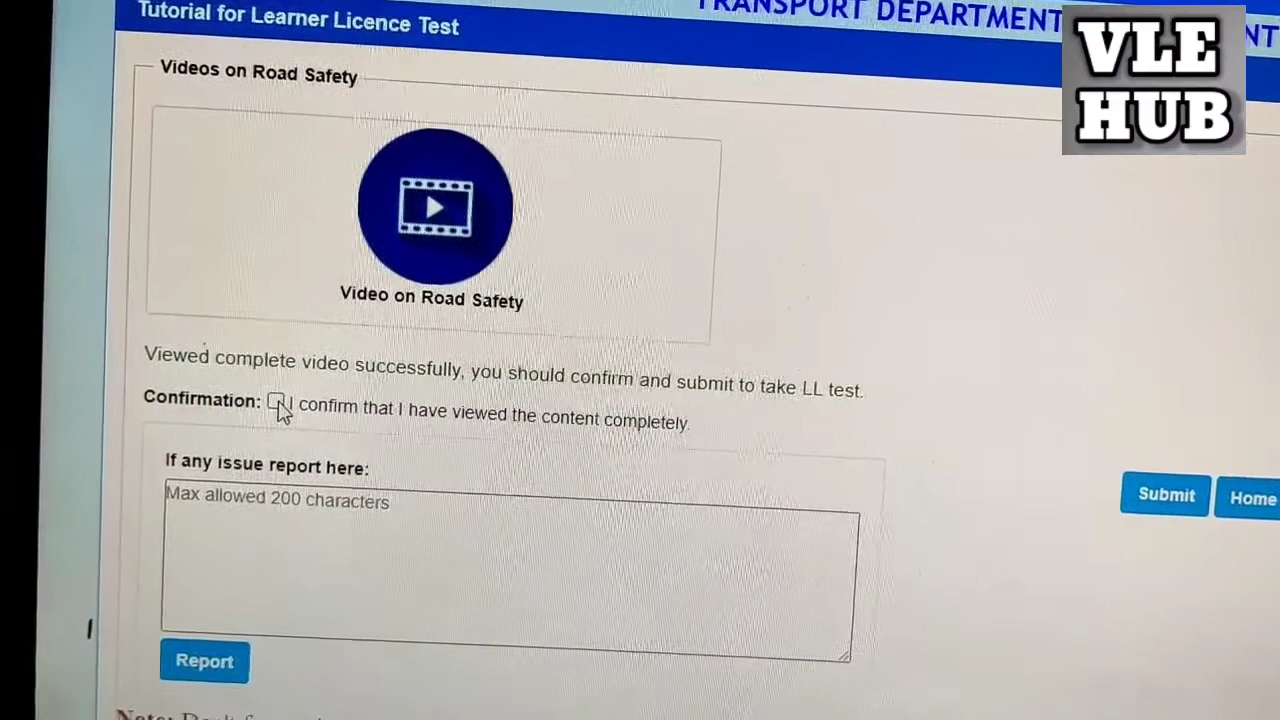 TRANSPORT DEPARTMENT
Tutorial for Learner Licence Test
VLE
HUB
Videos on Road Safety
Video on Road Safety
Viewed complete video successfully, you should confirm and submit to take LL test.
Confirmation: I confirm that I have viewed the content completely.
If any issue report here:
Max allowed 200 characters
Submit
Home
Report
Note: